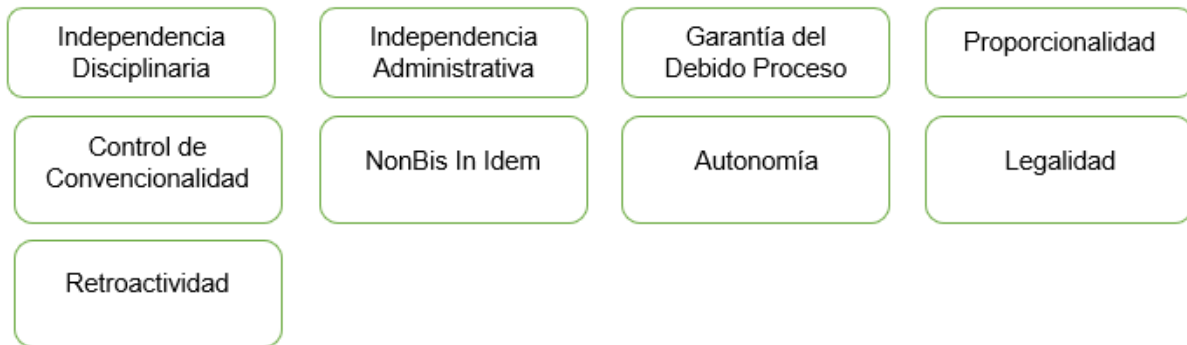 Independencia
Disciplinaria
Independencia
Administrativa
Garantía del
Debido Proceso
Proporcionalidad
Control de
Convencionalidad
NonBis In Idem
Autonomía
Legalidad
Retroactividad